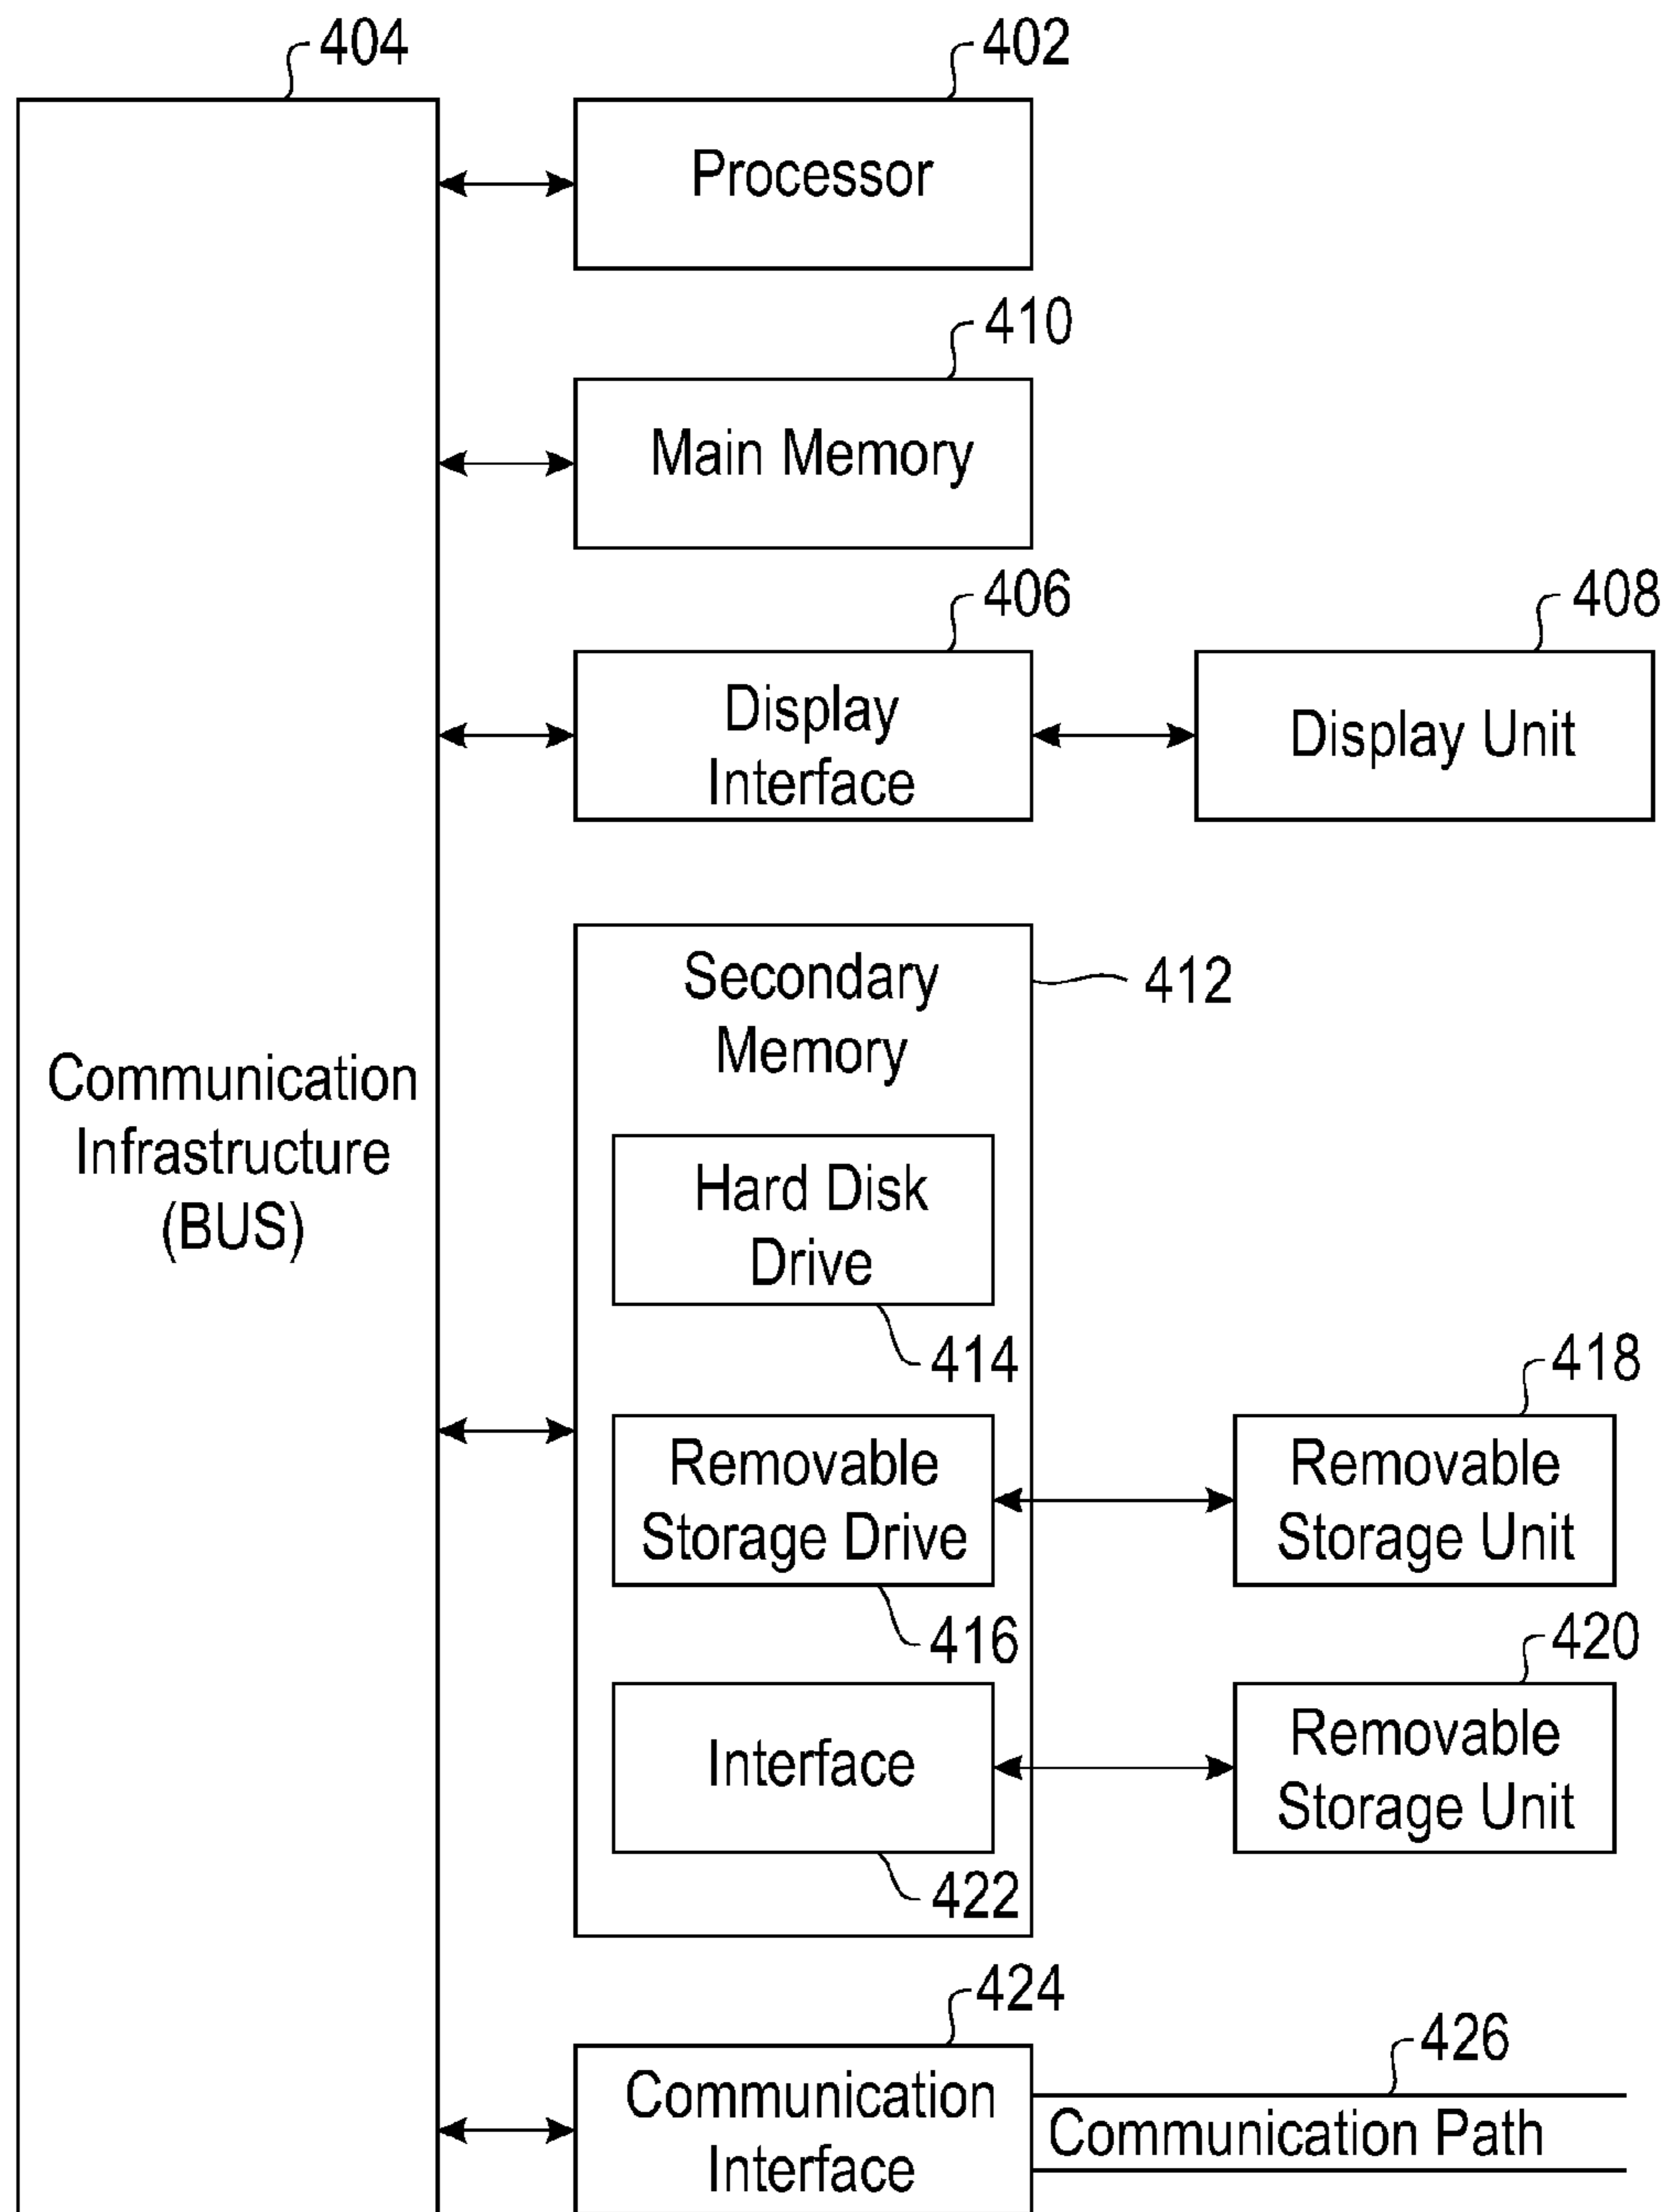 404
402
Processor
410
Main Memory
406
408
Display
Interface
Display Unit
Secondary
Memory
412
Communication
Infrastructure
(BUS)
Hard Disk
Drive
414
418
Removable
Storage Drive
Removable
Storage Unit
416
420
Interface
Removable
Storage Unit
422
424
426
Communication
Interface
Communication Path